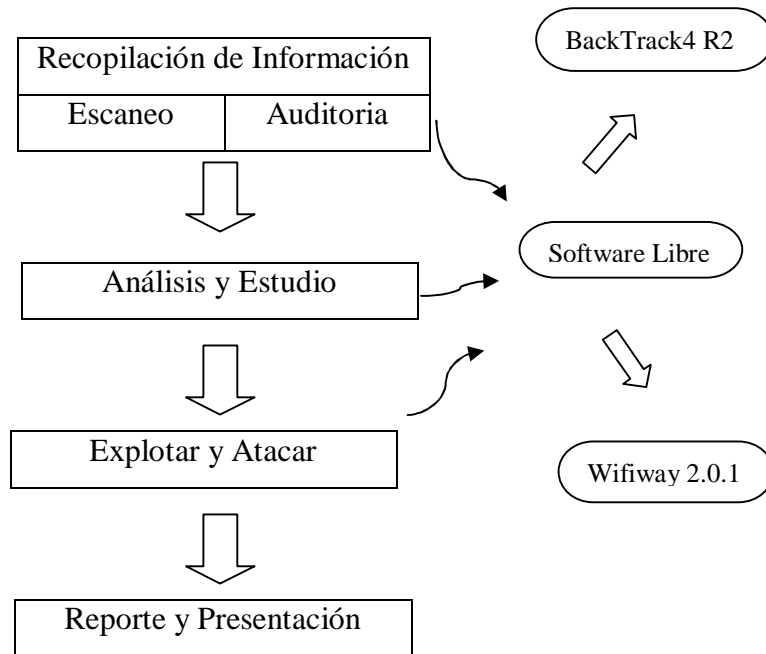 BackTrack4 R2
Recopilación de Información
Escaneo
Auditoria
Software Libre
Análisis y Estudio
Explotar y Atacar
Wifiway 2.0.1
Reporte y Presentación